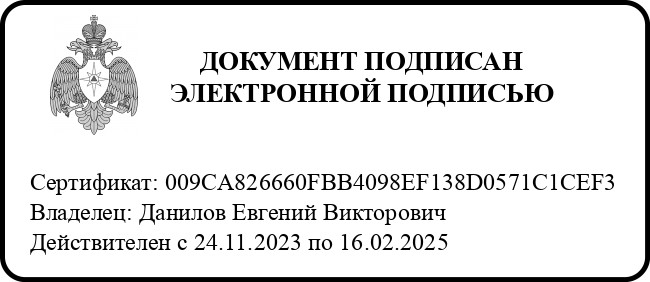 ДОКУМЕНТ ПОДПИСАН
ЭЛЕКТРОННОЙ ПОДПИСЬЮ
Сертификат: 009CA826660FBB4098EF138D0571C1CEF3
Владелец: Данилов Евгений Викторович
Действителен с 24.11.2023 по 16.02.2025